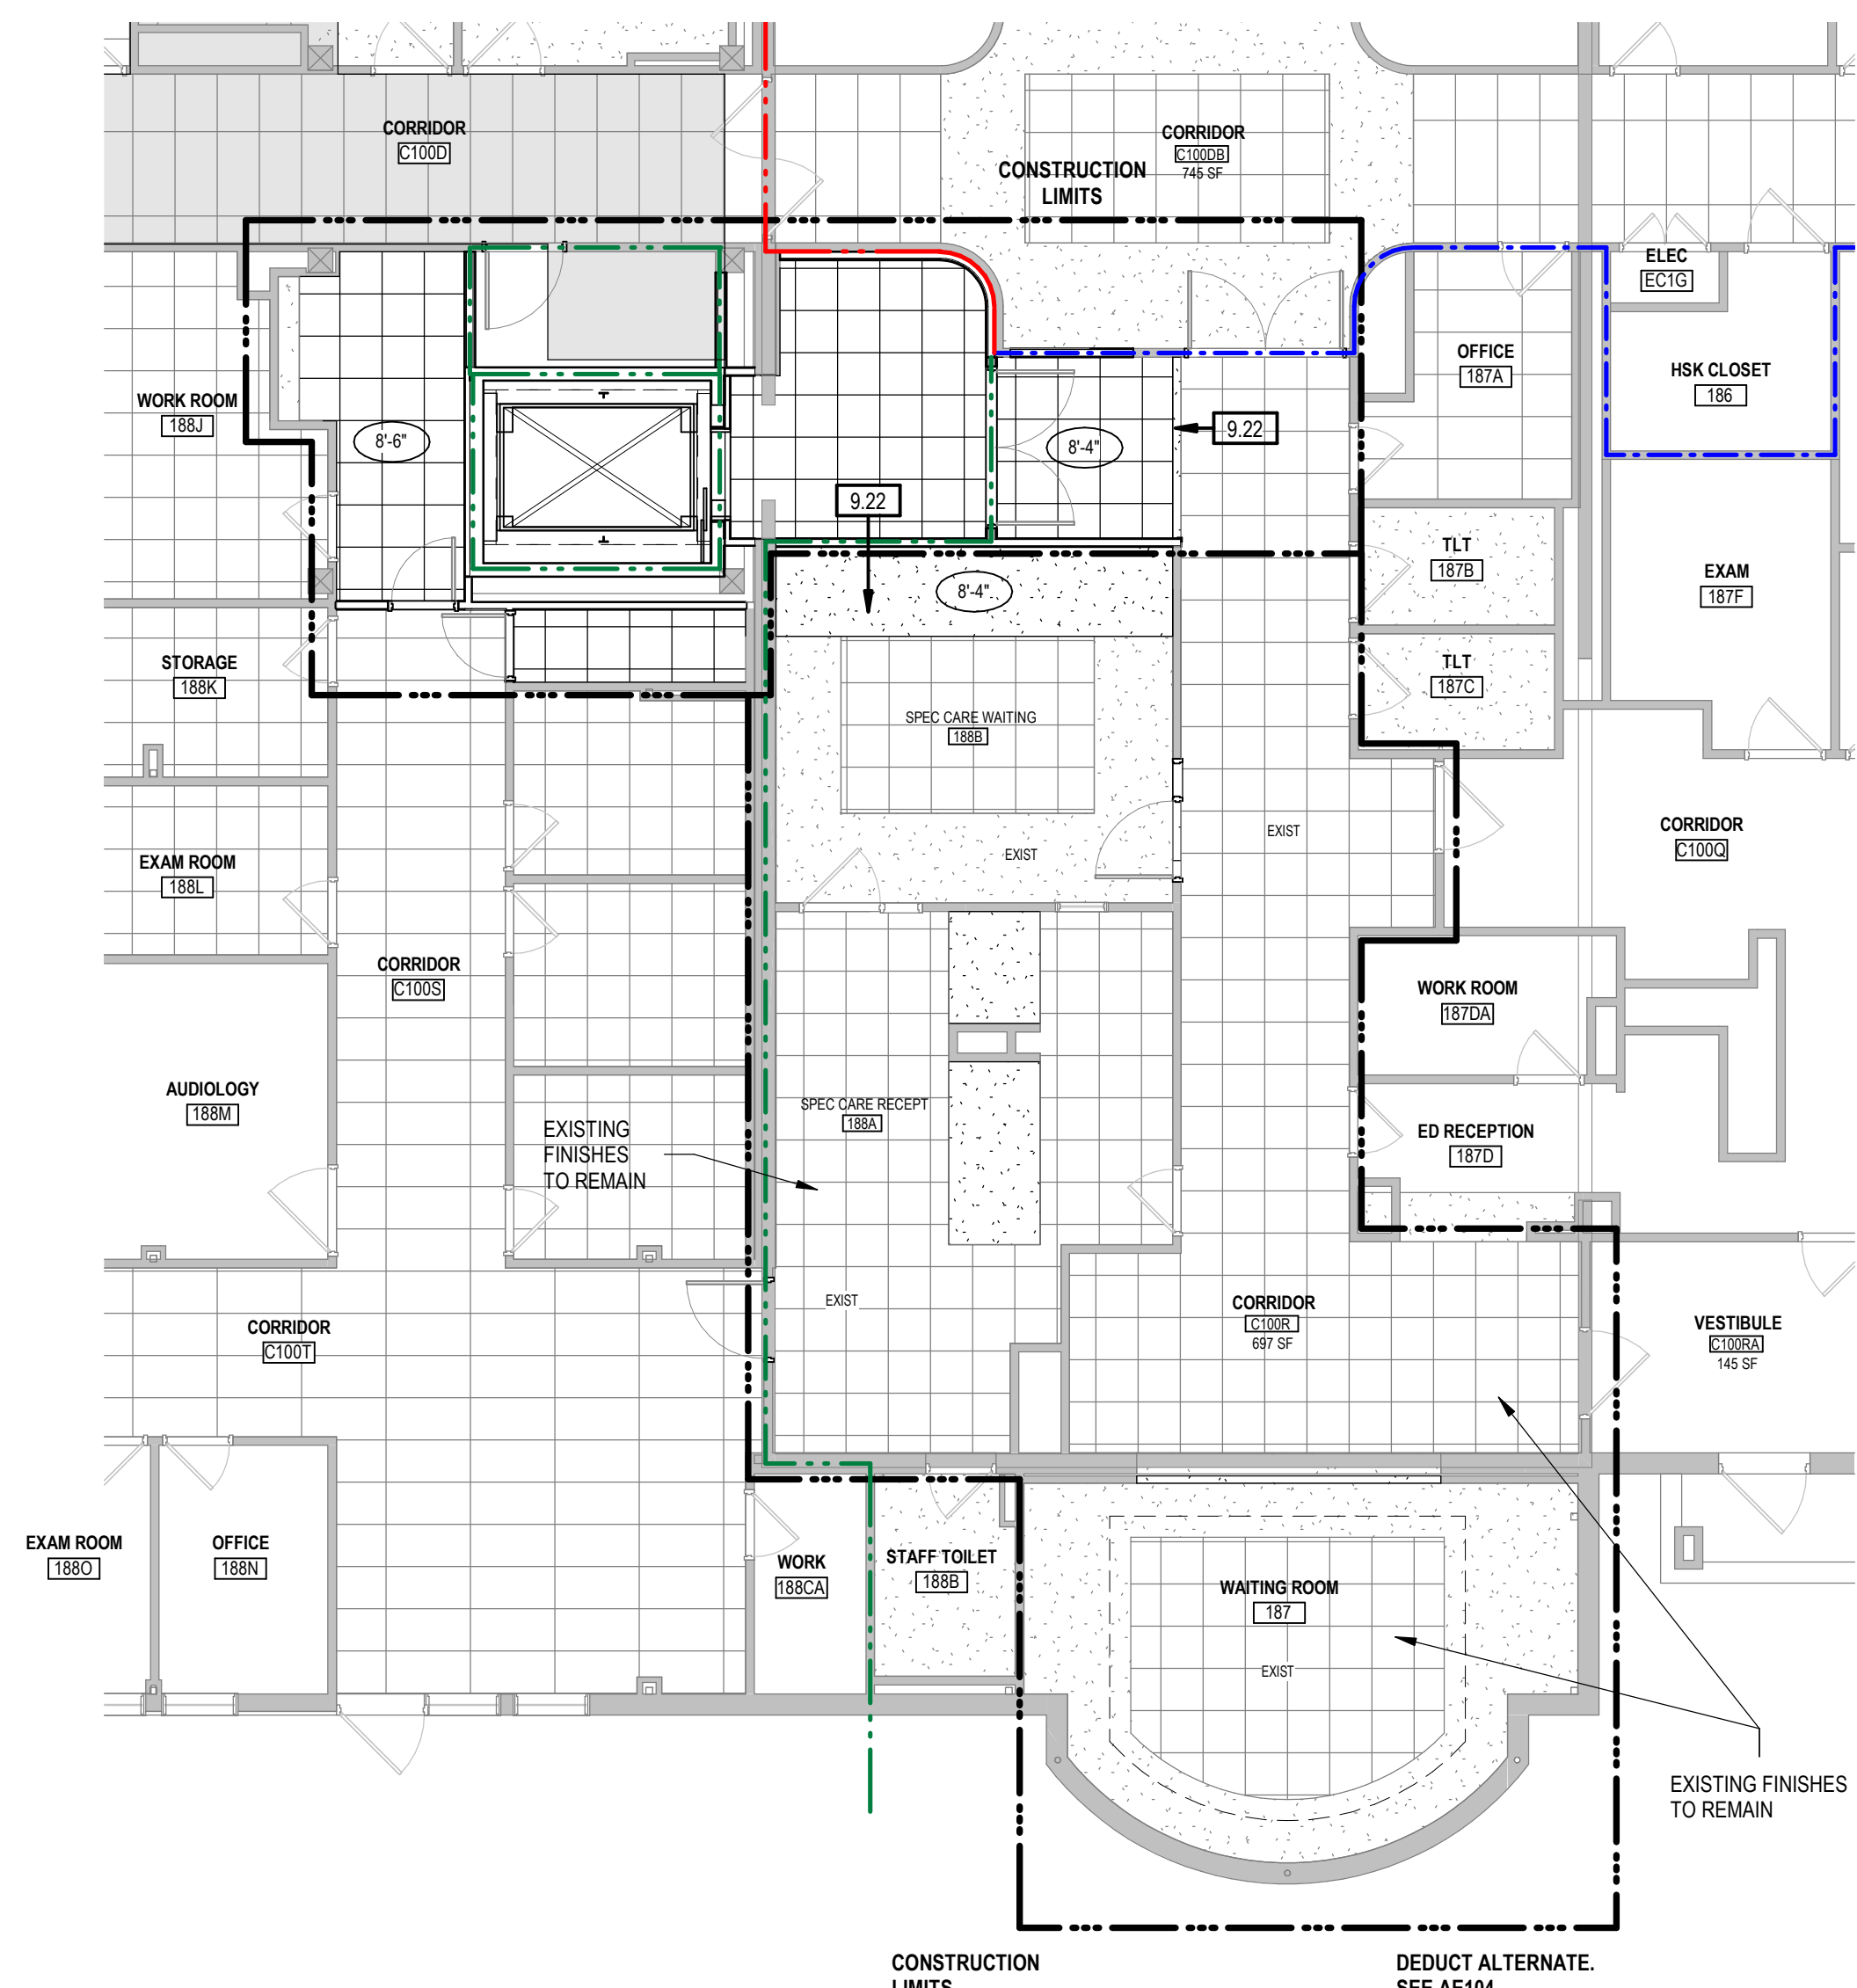 CORRIDOR
C100D
CORRIDOR
C100DB
745 SF
CONSTRUCTION
LIMITS
ELEC
EC1G
OFFICE
187A
HSK CLOSET
186
WORK ROOM
188J
8'-6"
8'-4"
9.22
9.22
TLT
187B
EXAM
187F
8'-4"
STORAGE
188K
TLT
187C
SPEC CARE WAITING
188B
EXIST
CORRIDOR
C100Q
EXIST
EXAM ROOM
188L
CORRIDOR
C100S
WORK ROOM
187DA
AUDIOLOGY
188M
SPEC CARE RECEPT
188A
EXISTING
FINISHES
TO REMAIN
ED RECEPTION
187D
EXIST
CORRIDOR
C100R
697 SF
CORRIDOR
C100T
VESTIBULE
C100RA
145 SF
EXAM ROOM
188O
OFFICE
188N
WORK
188CA
STAFF TOILET
188B
WAITING ROOM
187
EXIST
EXISTING FINISHES
TO REMAIN
CONSTRUCTION
LIMITS
DEDUCT ALTERNATE.
SEE AE104